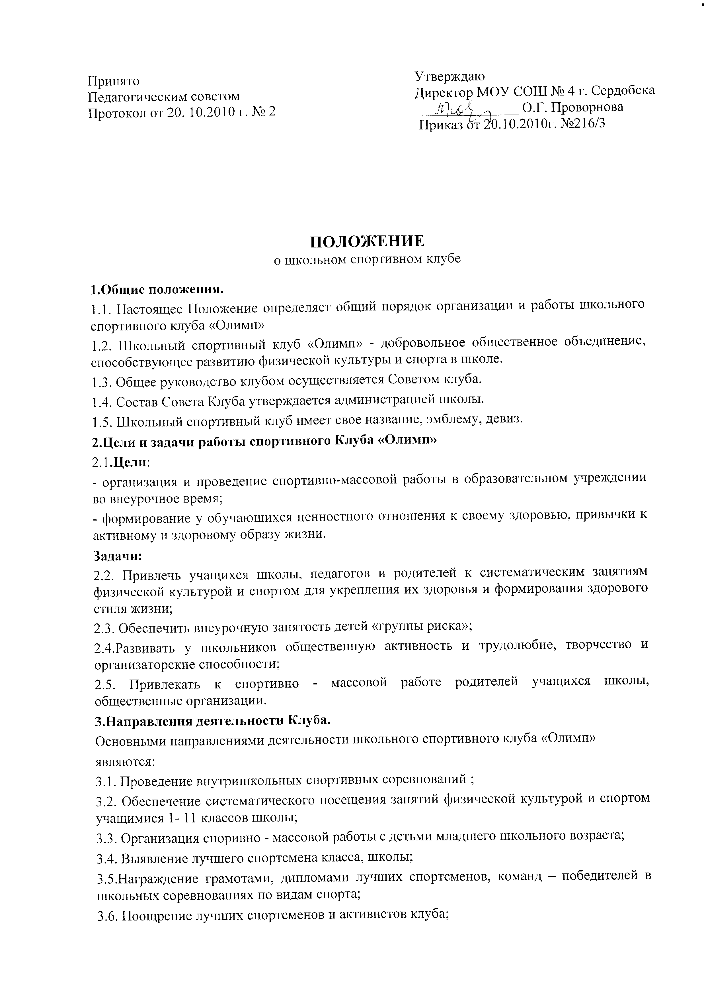 Принято
Педагогическим советом
Протокол от 20. 10.2010 г. № 2
Утверждаю
Директор МОУ СОШ № 4 г. Сердобска
О.Г. Проворнова
Приказ от 20.10.2010г. №216/3
ПОЛОЖЕНИЕ
о школьном спортивном клубе
1.Общие положения.
1.1. Настоящее Положение определяет общий порядок организации и работы школьного
спортивного клуба «Олимп»
1.2. Школьный спортивный клуб «Олимп» - добровольное общественное объединение,
способствующее развитию физической культуры и спорта в школе.
1.3. Общее руководство клубом осуществляется Советом клуба.
1.4. Состав Совета Клуба утверждается администрацией школы.
1.5. Школьный спортивный клуб имеет свое название, эмблему, девиз.
2.Цели и задачи работы спортивного Клуба «Олимп»
2.1.Цели:
- организация и проведение спортивно-массовой работы в образовательном учреждении
во внеурочное время;
- формирование у обучающихся ценностного отношения к своему здоровью, привычки к
активному и здоровому образу жизни.
Задачи:
2.2. Привлечь учащихся школы, педагогов и родителей к систематическим занятиям
физической культурой и спортом для укрепления их здоровья и формирования здорового
стиля жизни;
2.3. Обеспечить внеурочную занятость детей «группы риска»;
2.4.Развивать у школьников общественную активность и трудолюбие, творчество и
организаторские способности;
2.5. Привлекать к спортивно - массовой работе родителей учащихся школы,
общественные организации.
3.Направления деятельности Клуба.
Основными направлениями деятельности школьного спортивного клуба «Олимп»
являются:
3.1. Проведение внутришкольных спортивных соревнований ;
3.2. Обеспечение систематического посещения занятий физической культурой и спортом
учащимися 1- 11 классов школы;
3.3. Организация споривно - массовой работы с детьми младшего школьного возраста;
3.4. Выявление лучшего спортсмена класса, школы;
3.5.Награждение грамотами, дипломами лучших спортсменов, команд – победителей в
школьных соревнованиях по видам спорта;
3.6. Поощрение лучших спортсменов и активистов клуба;